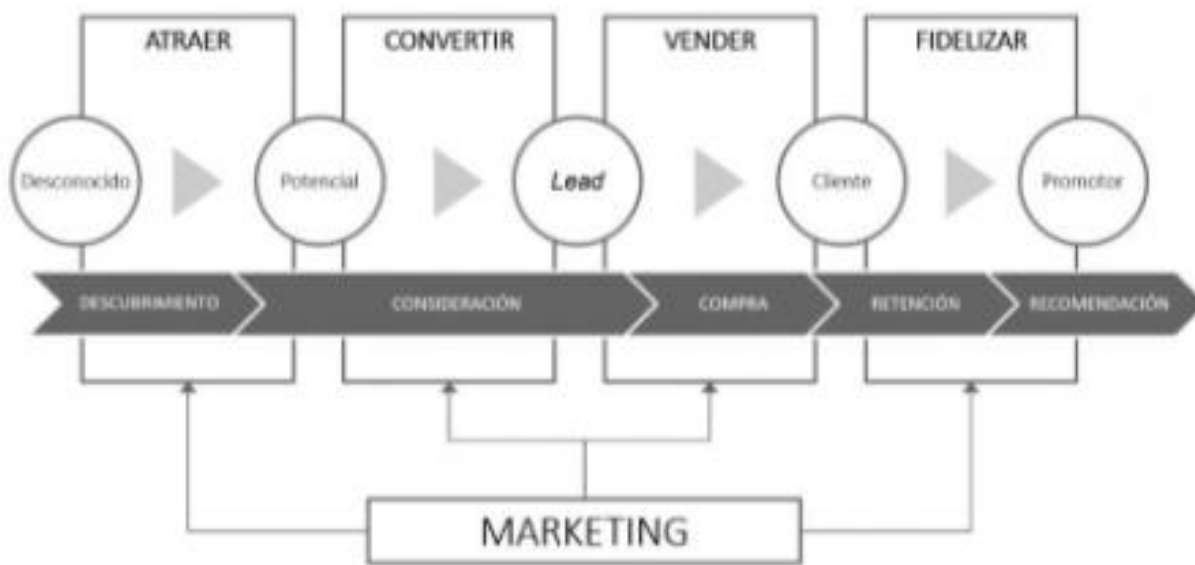 ATRAER
CONVERTIR
VENDER
FIDELIZAR
Desconocido
Potencial
Lead
Cliente
Promotor
DESCUBRIMIENTO
CONSIDERACIÓN
COMPRA
RETENCIÓN
RECOMENDACIÓN
MARKETING